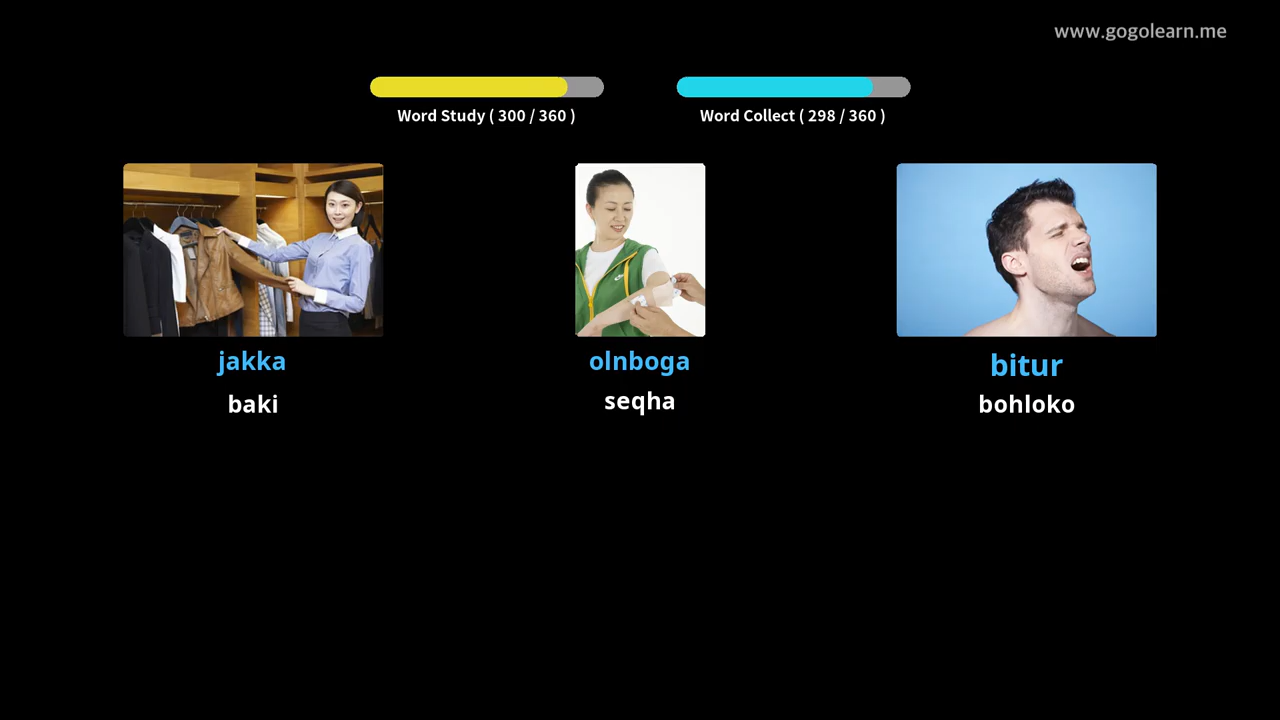 www.gogolearn.me
Word Study ( 300 / 360 )
Word Collect ( 298 / 360 )
jakka
baki
olnboga
seqha
bitur
bohloko